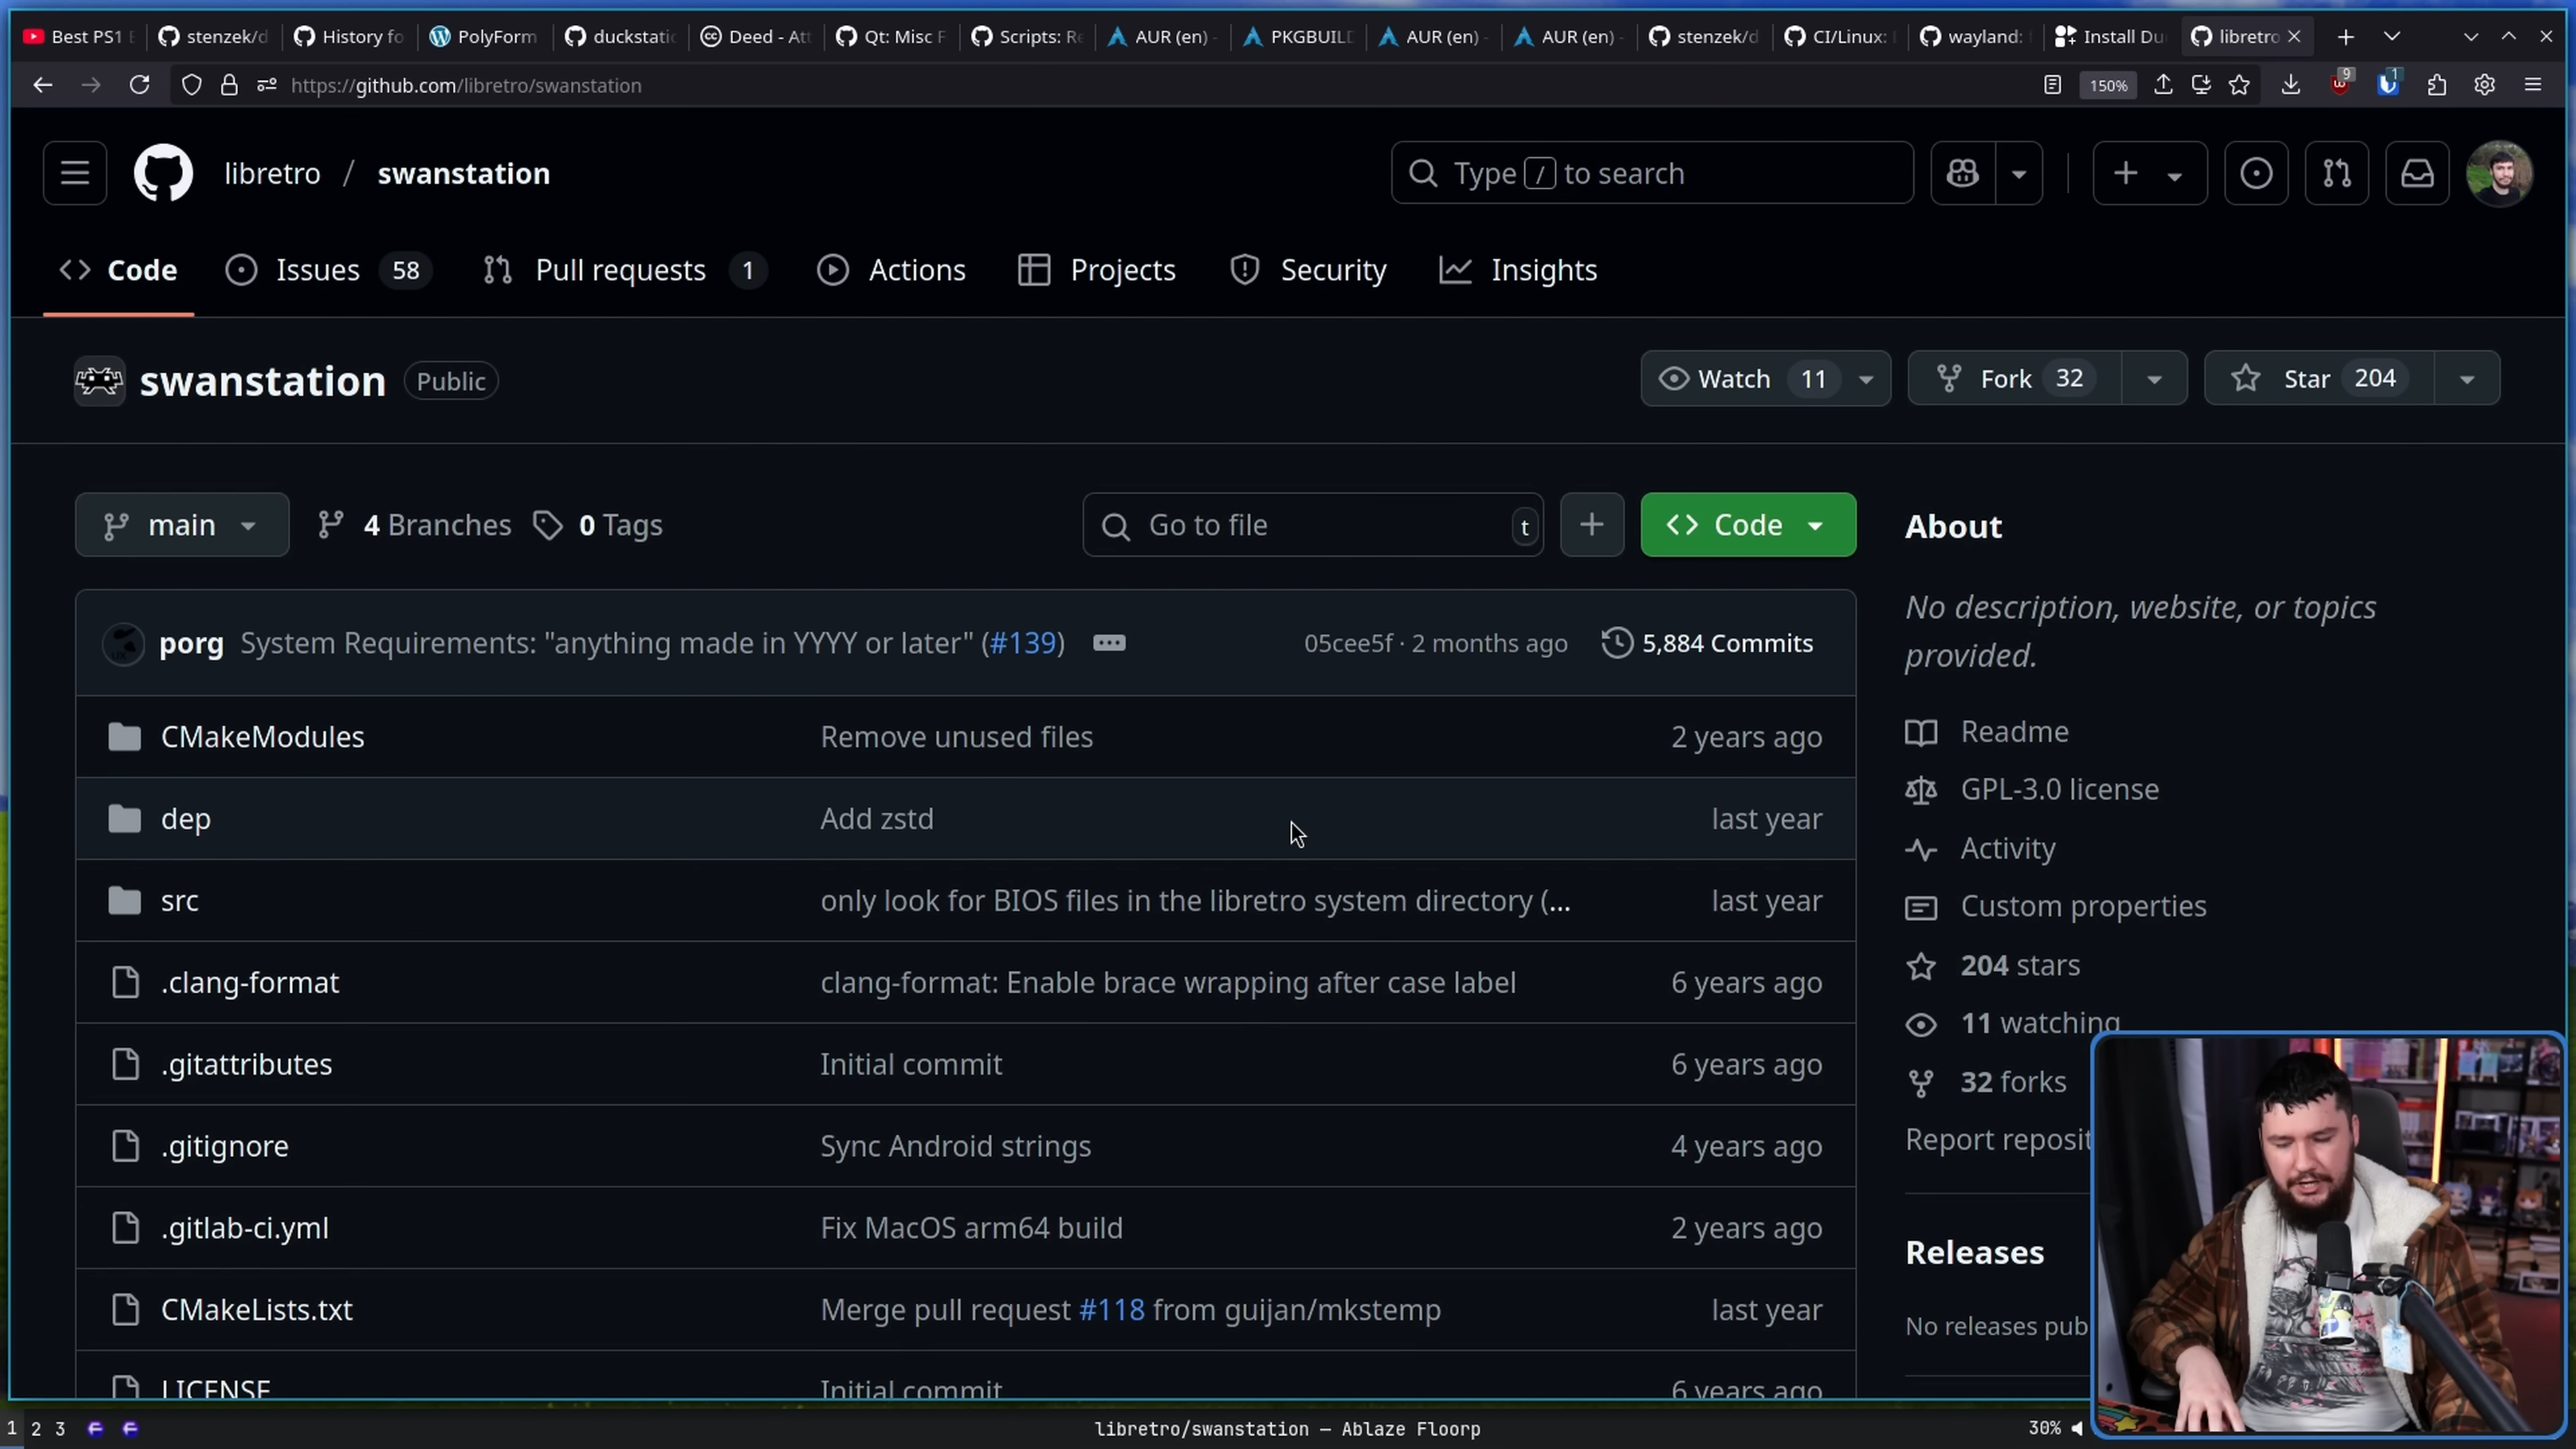 Best PS1 E
stenzek/d
History fo
PolyForm
duckstatio
Deed - Att
Qt: Misc F
Scripts: Re
AUR (en) -
PKGBUILD
AUR (en) -
AUR (en) -
stenzek/d
CI/Linux:
wayland:
Install Du
libretro
https://github.com/libretro/swanstation
150%
9
1
libretro / swanstation
Type / to search
Code
Issues 58
Pull requests 1
Actions
Projects
Security
Insights
swanstation Public
Watch 11
Fork 32
Star 204
main
4 Branches
0 Tags
Go to file t
Code
porg System Requirements: "anything made in YYYY or later" (#139)
05cee5f · 2 months ago
5,884 Commits
CMakeModules Remove unused files 2 years ago
dep Add zstd last year
src only look for BIOS files in the libretro system directory (... last year
.clang-format clang-format: Enable brace wrapping after case label 6 years ago
.gitattributes Initial commit 6 years ago
.gitignore Sync Android strings 4 years ago
.gitlab-ci.yml Fix MacOS arm64 build 2 years ago
CMakeLists.txt Merge pull request #118 from guijan/mkstemp last year
LICENSE Initial commit 6 years ago
About
No description, website, or topics
provided.
Readme
GPL-3.0 license
Activity
Custom properties
204 stars
11 watching
32 forks
Report reposit
Releases
No releases pub
1 2 3
libretro/swanstation — Ablaze Floorp
30%